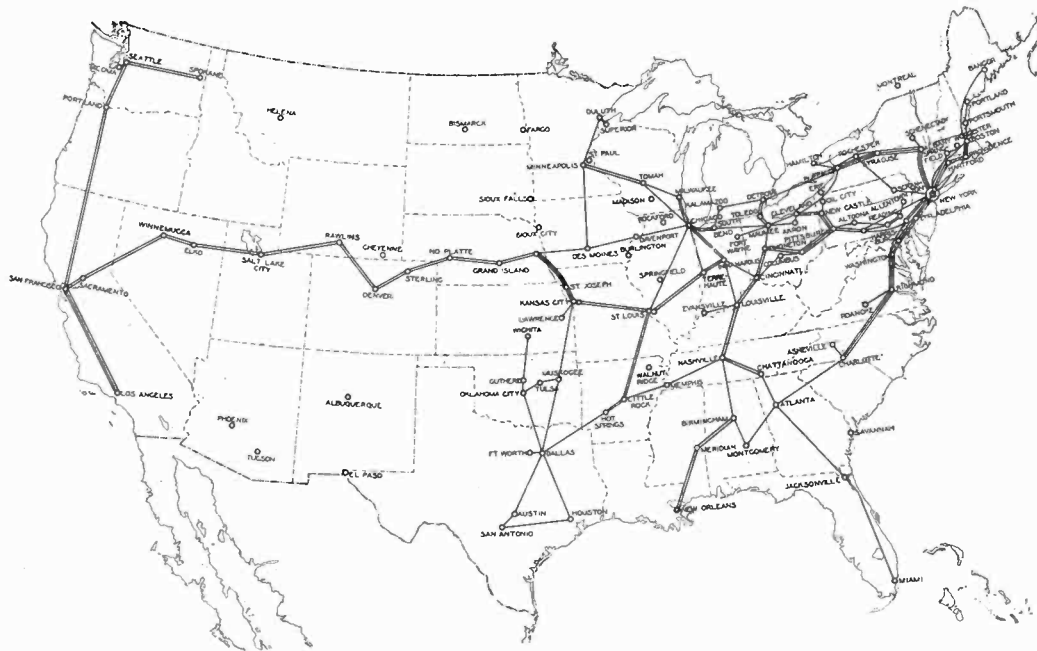 SEATTLE
TACOMA
SPOKANE
PORTLAND
HELENA
BISMARCK
FARGO
DULUTH
SUPERIOR
ST PAUL
MINNEAPOLIS
MONTREAL
BANGOR
PORTLAND
PORTSMOUTH
SCHENECTADY
BOSTON
HARTFORD
HAMILTON
ROCHESTER
TOMAH
MADISON
MILWAUKEE
ROCKFORD
KALAMAZOO
DETROIT
CHICAGO
TOLEDO
SOUTH
BEND
FORT
WAYNE
CLEVELAND
OIL CITY
NEW CASTLE
AKRON
ALTOONA
ALLENTOWN
READING
PITTSBURGH
NEW YORK
PHILADELPHIA
WASHINGTON
COLUMBUS
SIOUX FALLS
SIOUX CITY
DES MOINES
BURLINGTON
DAVENPORT
SPRINGFIELD
TERRE
HAUTE
CINCINNATI
WINNEMUCCA
ELKO
SALT LAKE
CITY
RAWLINS
CHEYENNE
NO PLATTE
STERLING
DENVER
GRAND ISLAND
ST. JOSEPH
KANSAS CITY
LAWRENCE
ST LOUIS
EVANSVILLE
LOUISVILLE
SAN FRANCISCO
SACRAMENTO
LOS ANGELES
WICHITA
GUTHERO
OKLAHOMA CITY
TULSA
MUSKOGEE
WALNUT
RIDGE
MEMPHIS
LITTLE
ROCK
HOT
SPRINGS
NASHVILLE
CHATTANOOGA
ASHEVILLE
CHARLOTTE
ROANOKE
RICHMOND
ATLANTA
BIRMINGHAM
MONTGOMERY
MERIDIAN
NEW ORLEANS
SAVANNAH
JACKSONVILLE
MIAMI
ALBUQUERQUE
PHOENIX
TUCSON
EL PASO
FT WORTH
DALLAS
AUSTIN
SAN ANTONIO
HOUSTON